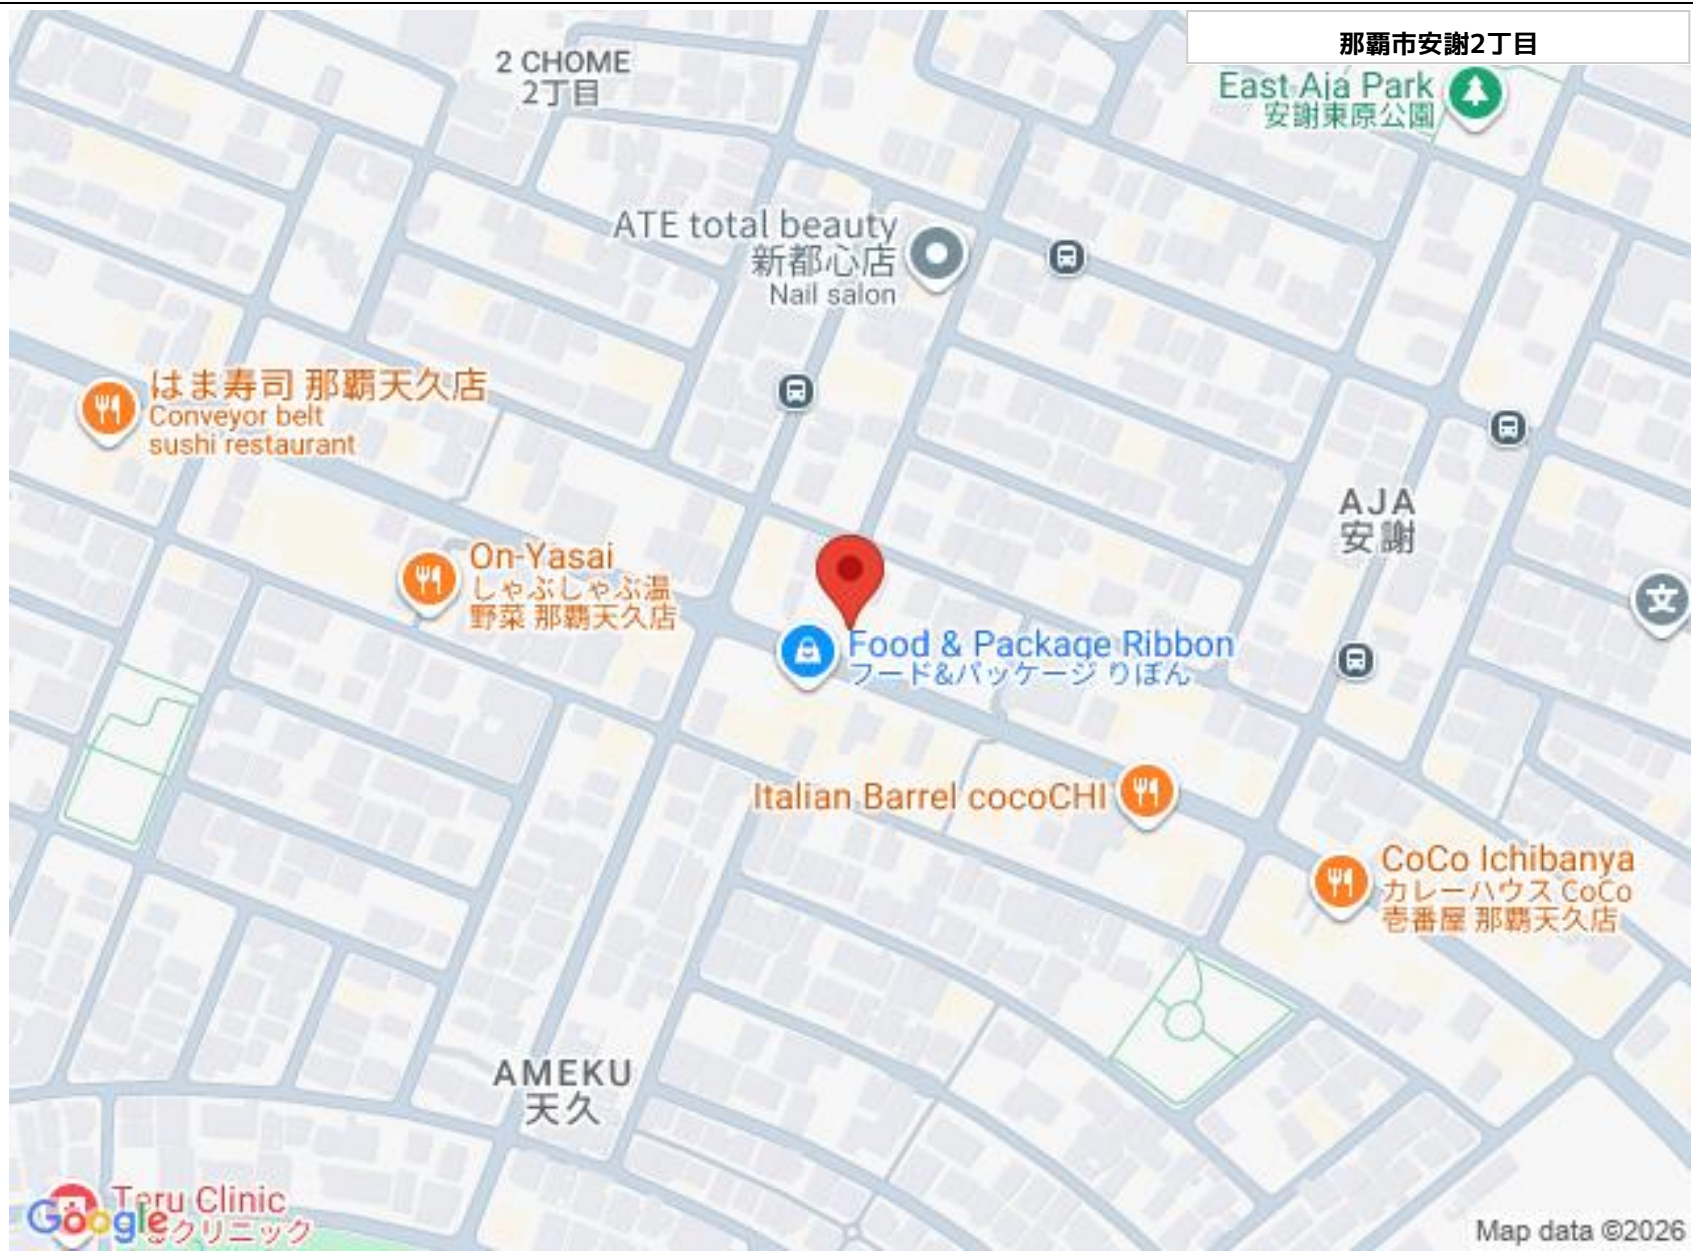 那覇市安謝2丁目
2 CHOME
2丁目
East Aja Park
安謝東原公園
ATE total beauty
新都心店
Nail salon
はま寿司 那覇天久店
Conveyor belt
sushi restaurant
AJA
安謝
On-Yasai
しゃぶしゃぶ温
野菜 那覇天久店
文
Food & Package Ribbon
フード&パッケージ りぼん
Italian Barrel cocoCHI
CoCo Ichibanya
カレーハウス CoCo
壱番屋 那覇天久店
AMEKU
天久
Toru Clinic
クリニック
Google
Map data ©2026